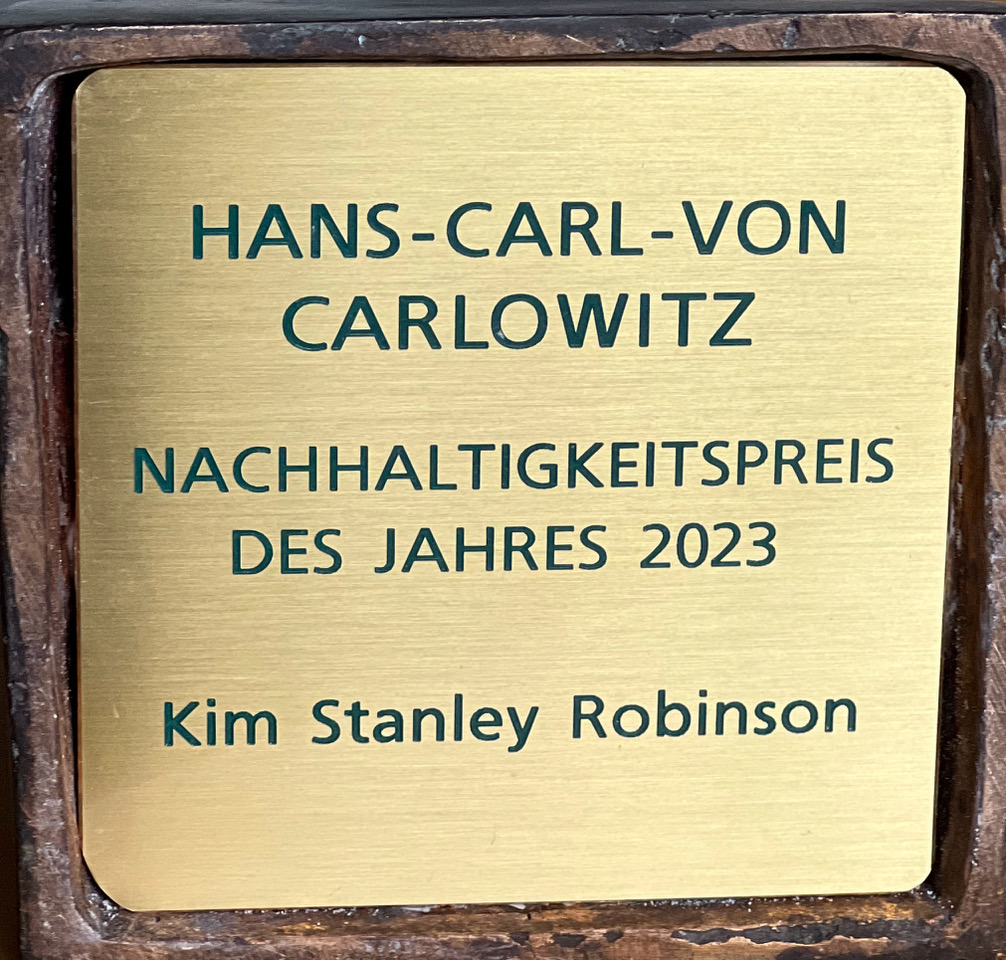 HANS-CARL-VON
CARLOWITZ
NACHHALTIGKEITSPREIS
DES JAHRES 2023
Kim Stanley Robinson